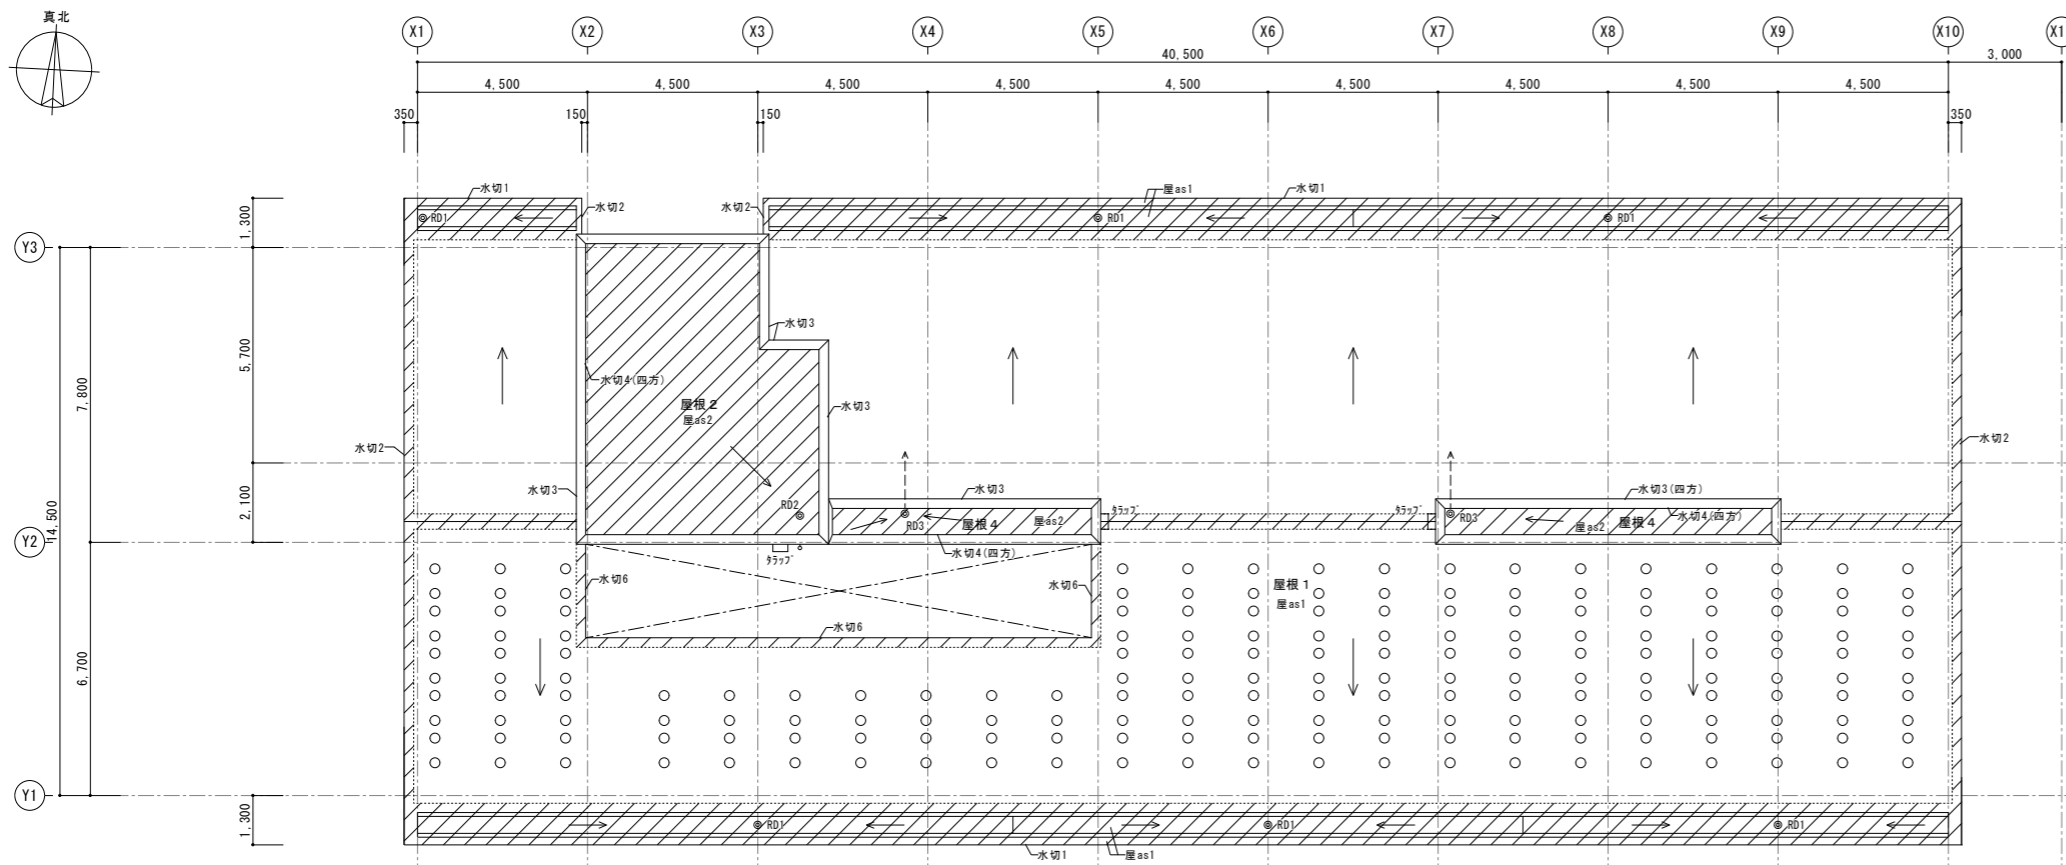 真北
X1 X2 X3 X4 X5 X6 X7 X8 X9 X10 X1
40,500 3,000
4,500 4,500 4,500 4,500 4,500 4,500 4,500 4,500 4,500
350 150 150 350
水切1 屋as1 水切1
水切2 水切2
RD1 RD1 RD1
1,300
Y3
水切3
5,700
水切4(四方)
屋根2 水切3
屋as2
7,800
水切2 水切2
水切3 水切3 水切3(四方)
2,100
14,500
RD2 RD3 屋根4 屋as2 タラップ タラップ RD3 屋as2 屋根4 水切4(四方)
Y2
タラップ 水切4(四方)
水切6 水切6 屋根1
屋as1
水切6
6,700
Y1
1,300
RD1 RD1 RD1
水切1 屋as1